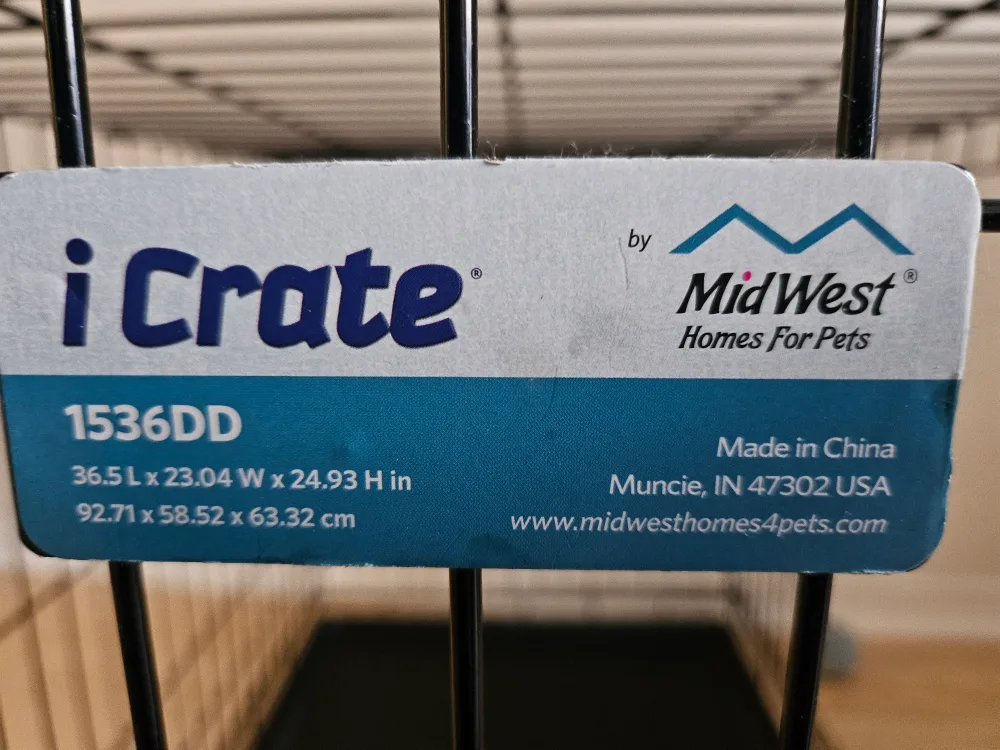 i Crate®
by MidWest®
Homes For Pets
1536DD
36.5 L x 23.04 W x 24.93 H in
92.71 x 58.52 x 63.32 cm
Made in China
Muncie, IN 47302 USA
www.midwesthomes4pets.com